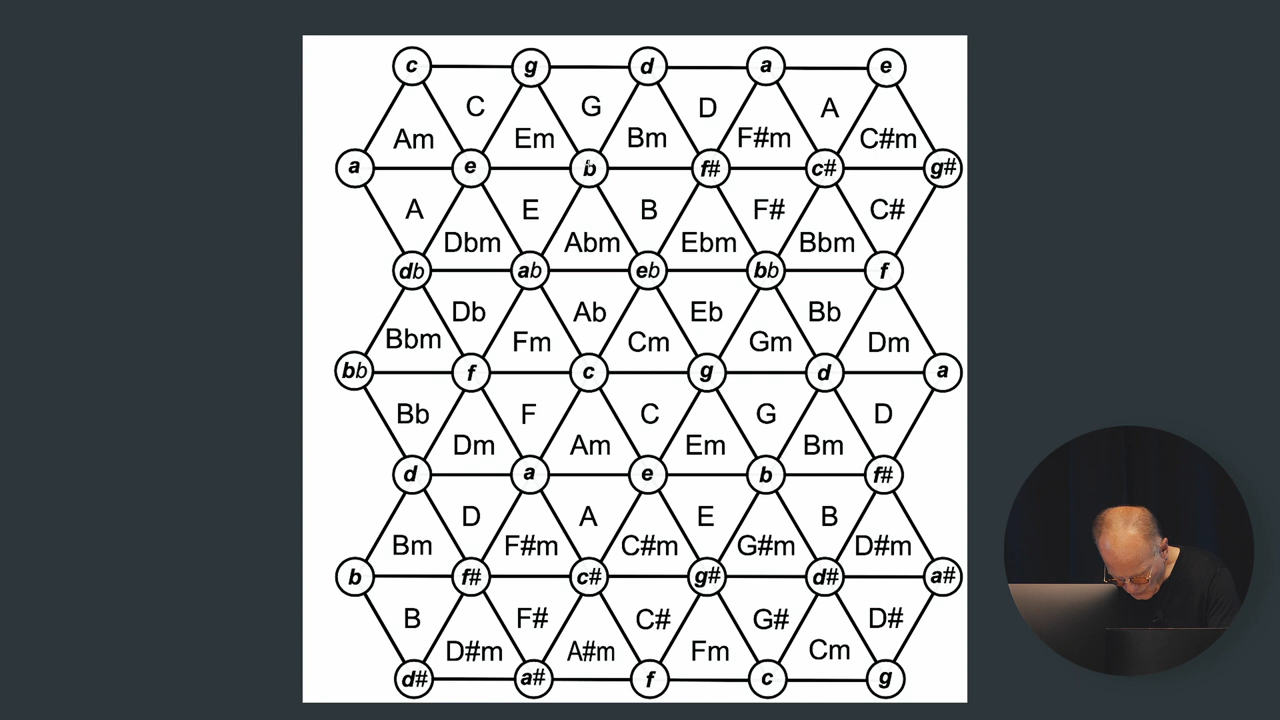 c g d a e
C G D A
Am Em Bm F#m C#m
a e b f# c# g#
A E B F# C#
Dbm Abm Ebm Bbm
db ab eb bb f
Db Ab Eb Bb
Bbm Fm Cm Gm Dm
bb f c g d a
Bb F C G D
Dm Am Em Bm
d a e b f#
D A E B
Bm F#m C#m G#m D#m
b f# c# g# d# a#
B F# C# G# D#
D#m A#m Fm Cm
d# a# f c g